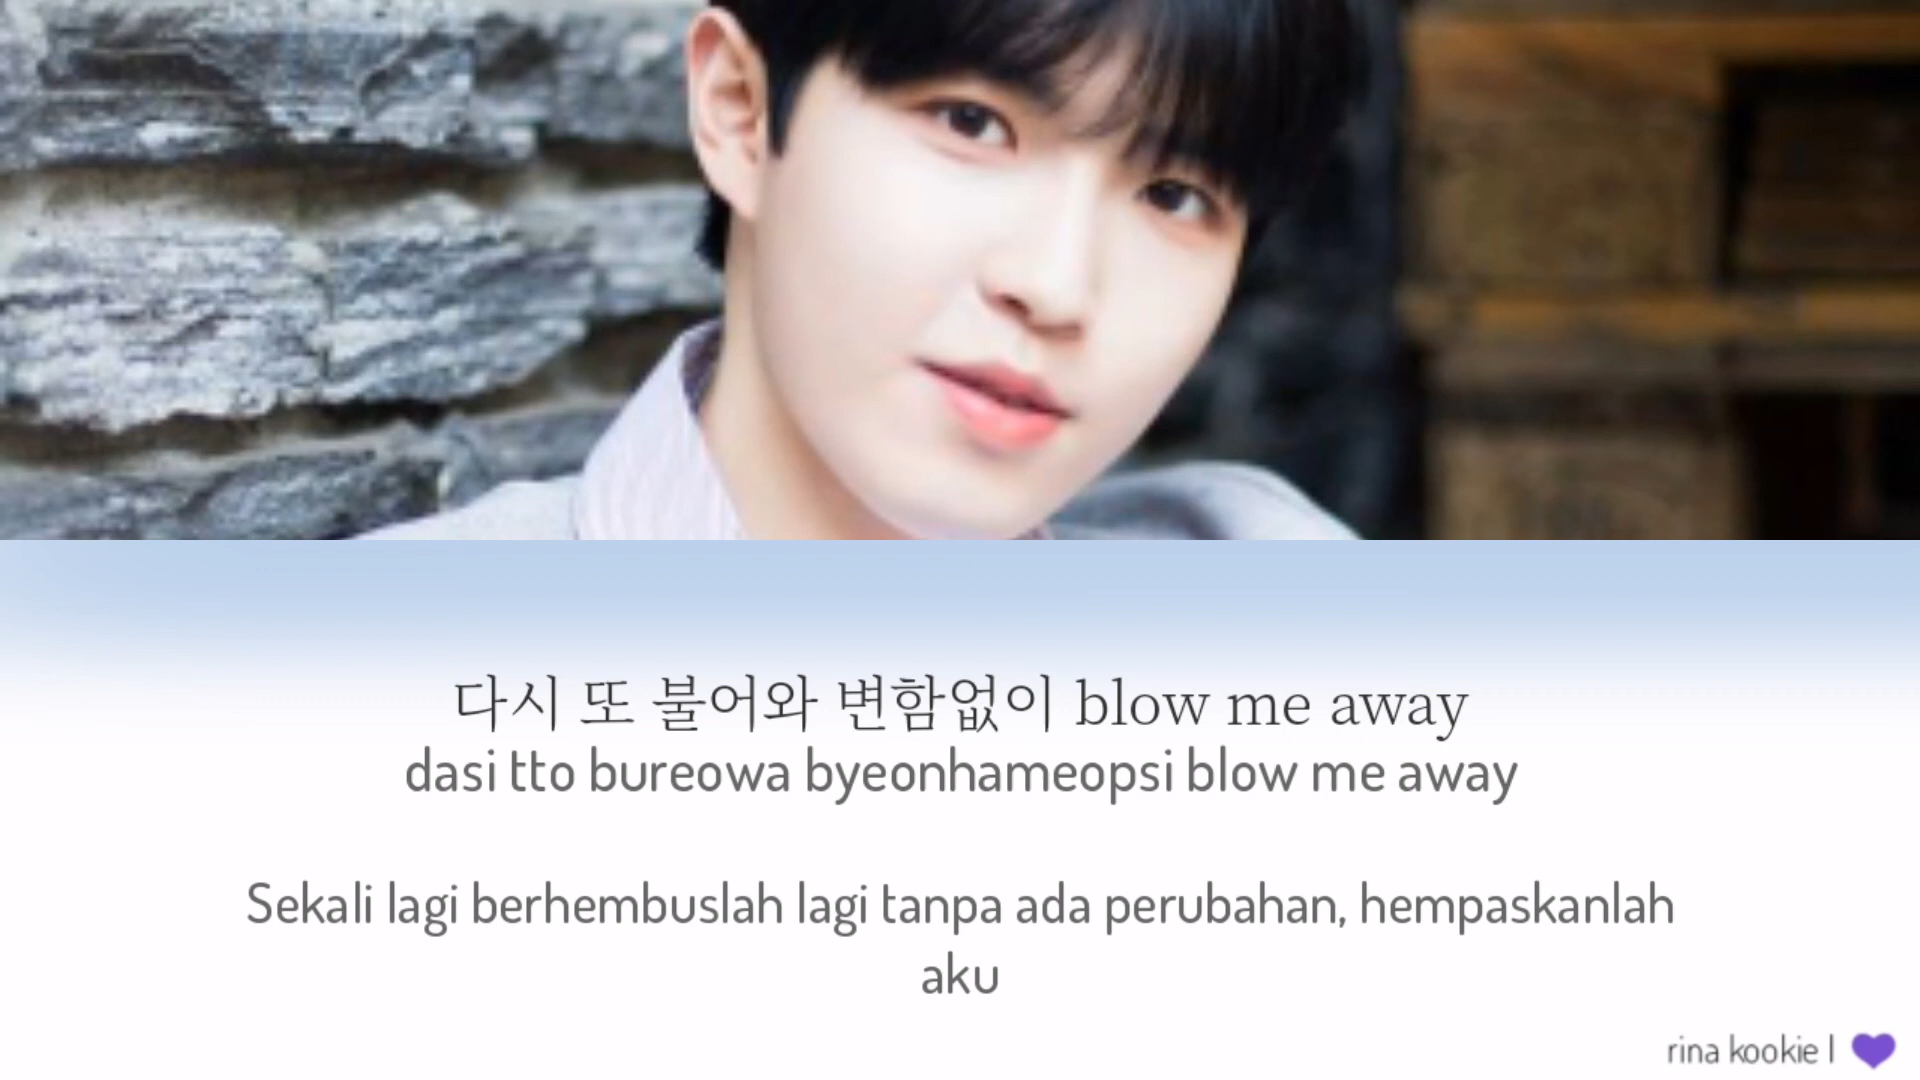 다시 또 불어와 변함없이 blow me away
dasi tto bureowa byeonhameopsi blow me away
Sekali lagi berhembuslah lagi tanpa ada perubahan, hempaskanlah
aku
rina kookie |